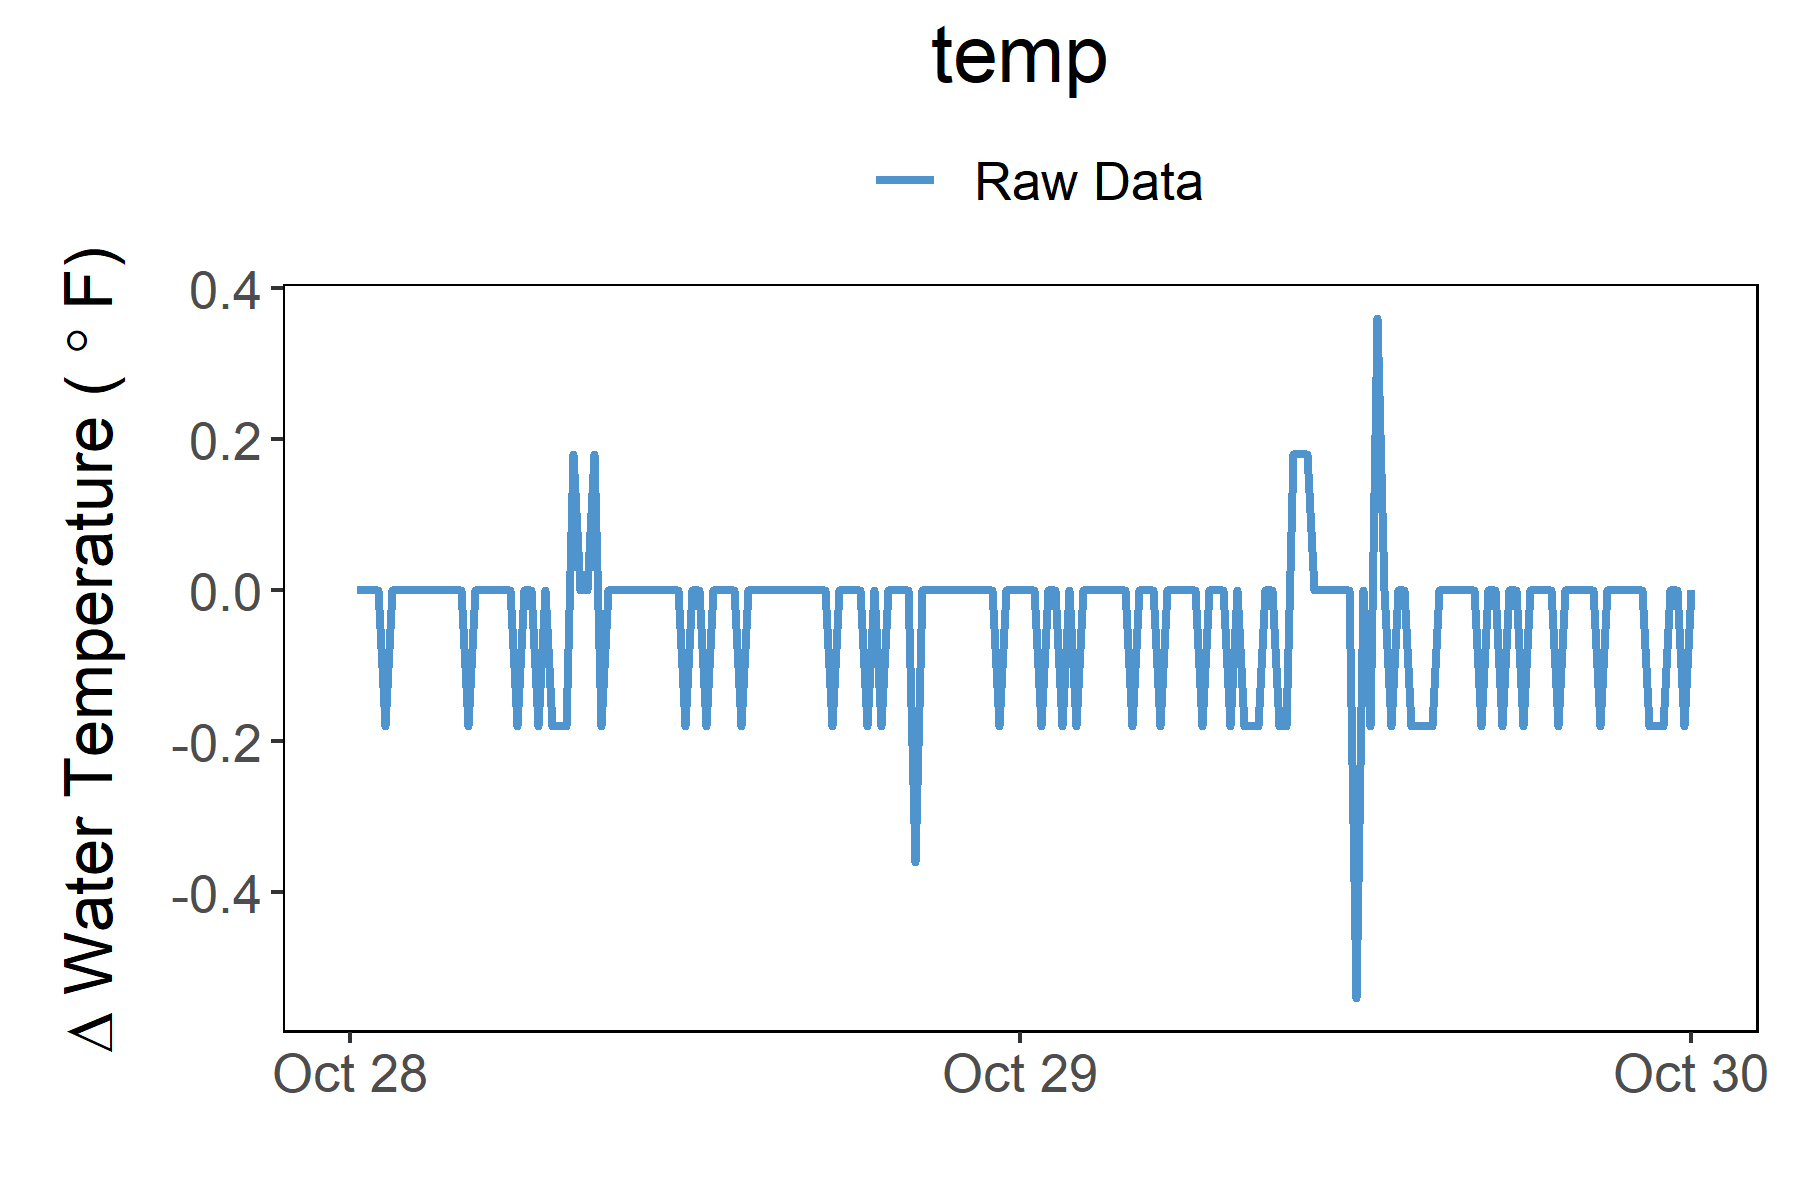 temp
Raw Data
Δ Water Temperature ( ° F)
0.4
0.2
0.0
-0.2
-0.4
Oct 28
Oct 29
Oct 30